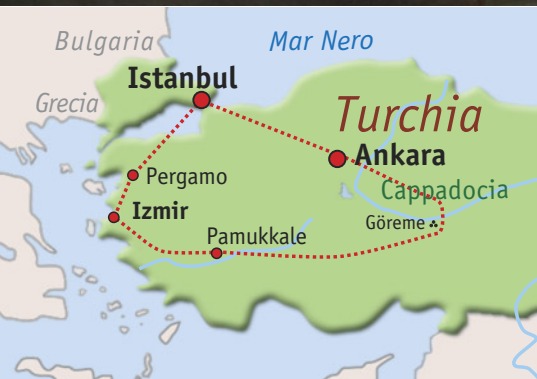 Bulgaria
Mar Nero
Istanbul
Grecia
Turchia
Ankara
Pergamo
Cappadocia
Izmir
Göreme
Pamukkale